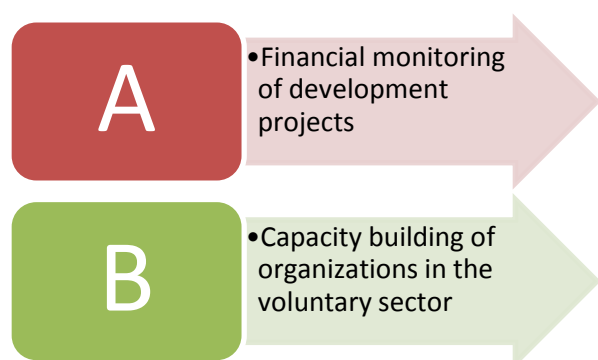 A
•Financial monitoring
of development
projects
B
•Capacity building of
organizations in the
voluntary sector